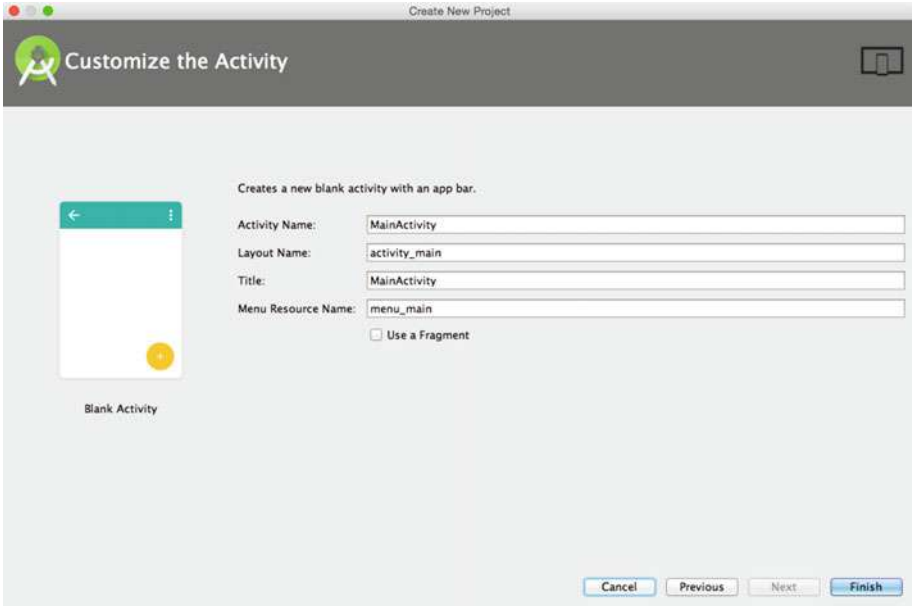 Create New Project
Customize the Activity
Creates a new blank activity with an app bar.
Activity Name: MainActivity
Layout Name: activity_main
Title: MainActivity
Menu Resource Name: menu_main
Use a Fragment
Blank Activity
Cancel Previous Next Finish